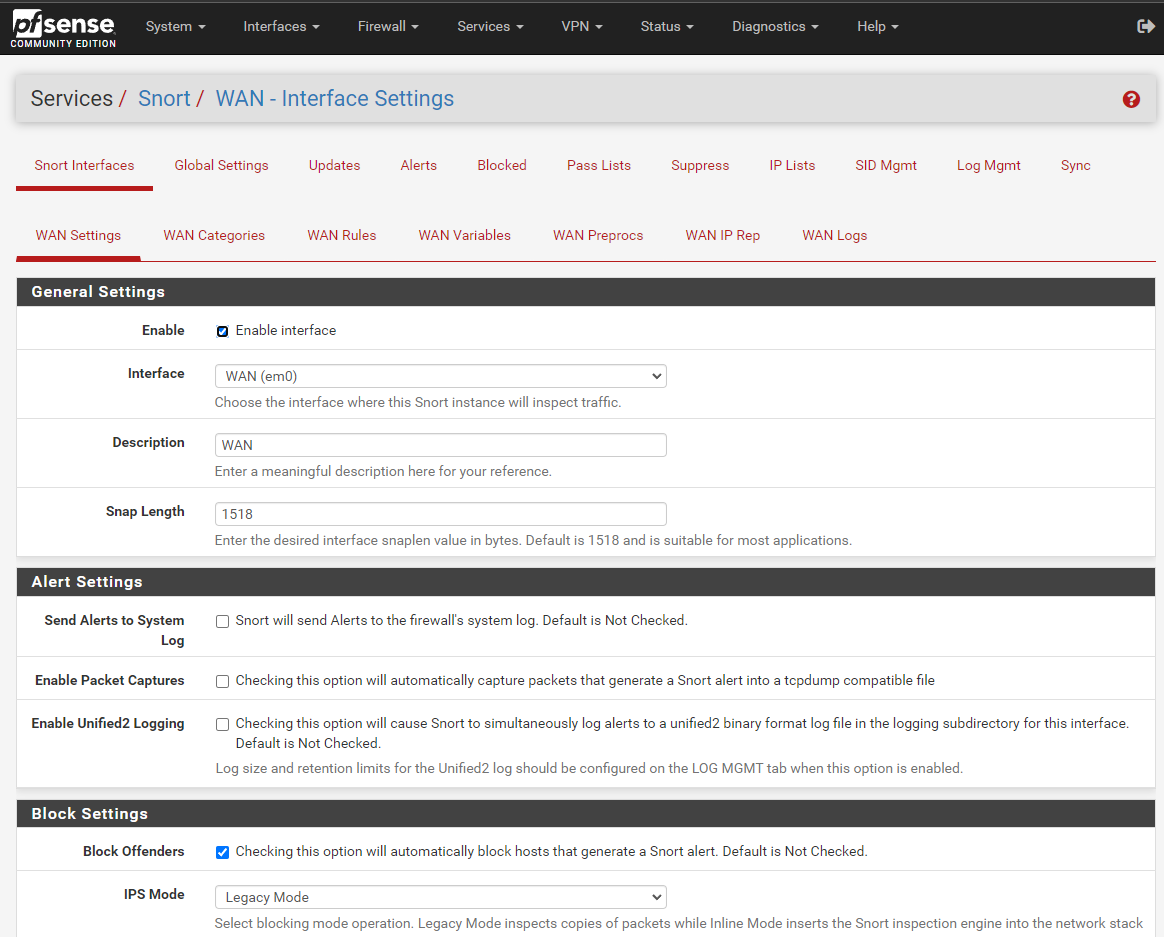 pfsense
COMMUNITY EDITION
System Interfaces Firewall Services VPN Status Diagnostics Help
Services / Snort / WAN - Interface Settings
?
Snort Interfaces Global Settings Updates Alerts Blocked Pass Lists Suppress IP Lists SID Mgmt Log Mgmt Sync
WAN Settings WAN Categories WAN Rules WAN Variables WAN Preprocs WAN IP Rep WAN Logs
General Settings
Enable Enable interface
Interface WAN (em0)
Choose the interface where this Snort instance will inspect traffic.
Description WAN
Enter a meaningful description here for your reference.
Snap Length 1518
Enter the desired interface snaplen value in bytes. Default is 1518 and is suitable for most applications.
Alert Settings
Send Alerts to System Log Snort will send Alerts to the firewall's system log. Default is Not Checked.
Enable Packet Captures Checking this option will automatically capture packets that generate a Snort alert into a tcpdump compatible file
Enable Unified2 Logging Checking this option will cause Snort to simultaneously log alerts to a unified2 binary format log file in the logging subdirectory for this interface.
Default is Not Checked.
Log size and retention limits for the Unified2 log should be configured on the LOG MGMT tab when this option is enabled.
Block Settings
Block Offenders Checking this option will automatically block hosts that generate a Snort alert. Default is Not Checked.
IPS Mode Legacy Mode
Select blocking mode operation. Legacy Mode inspects copies of packets while Inline Mode inserts the Snort inspection engine into the network stack